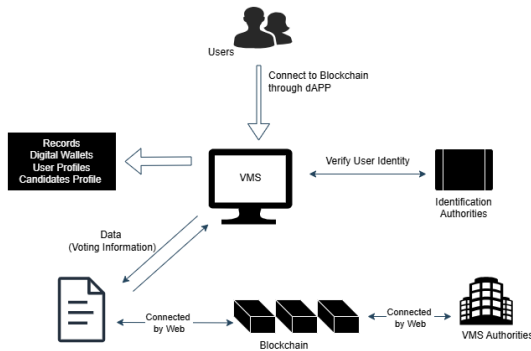 Users
Connect to Blockchain
through dAPP
Records
Digital Wallets
User Profiles
Candidates Profile
VMS
Verify User Identity
Identification
Authorities
Data
(Voting Information)
Connected
by Web
Blockchain
Connected
by Web
VMS Authorities